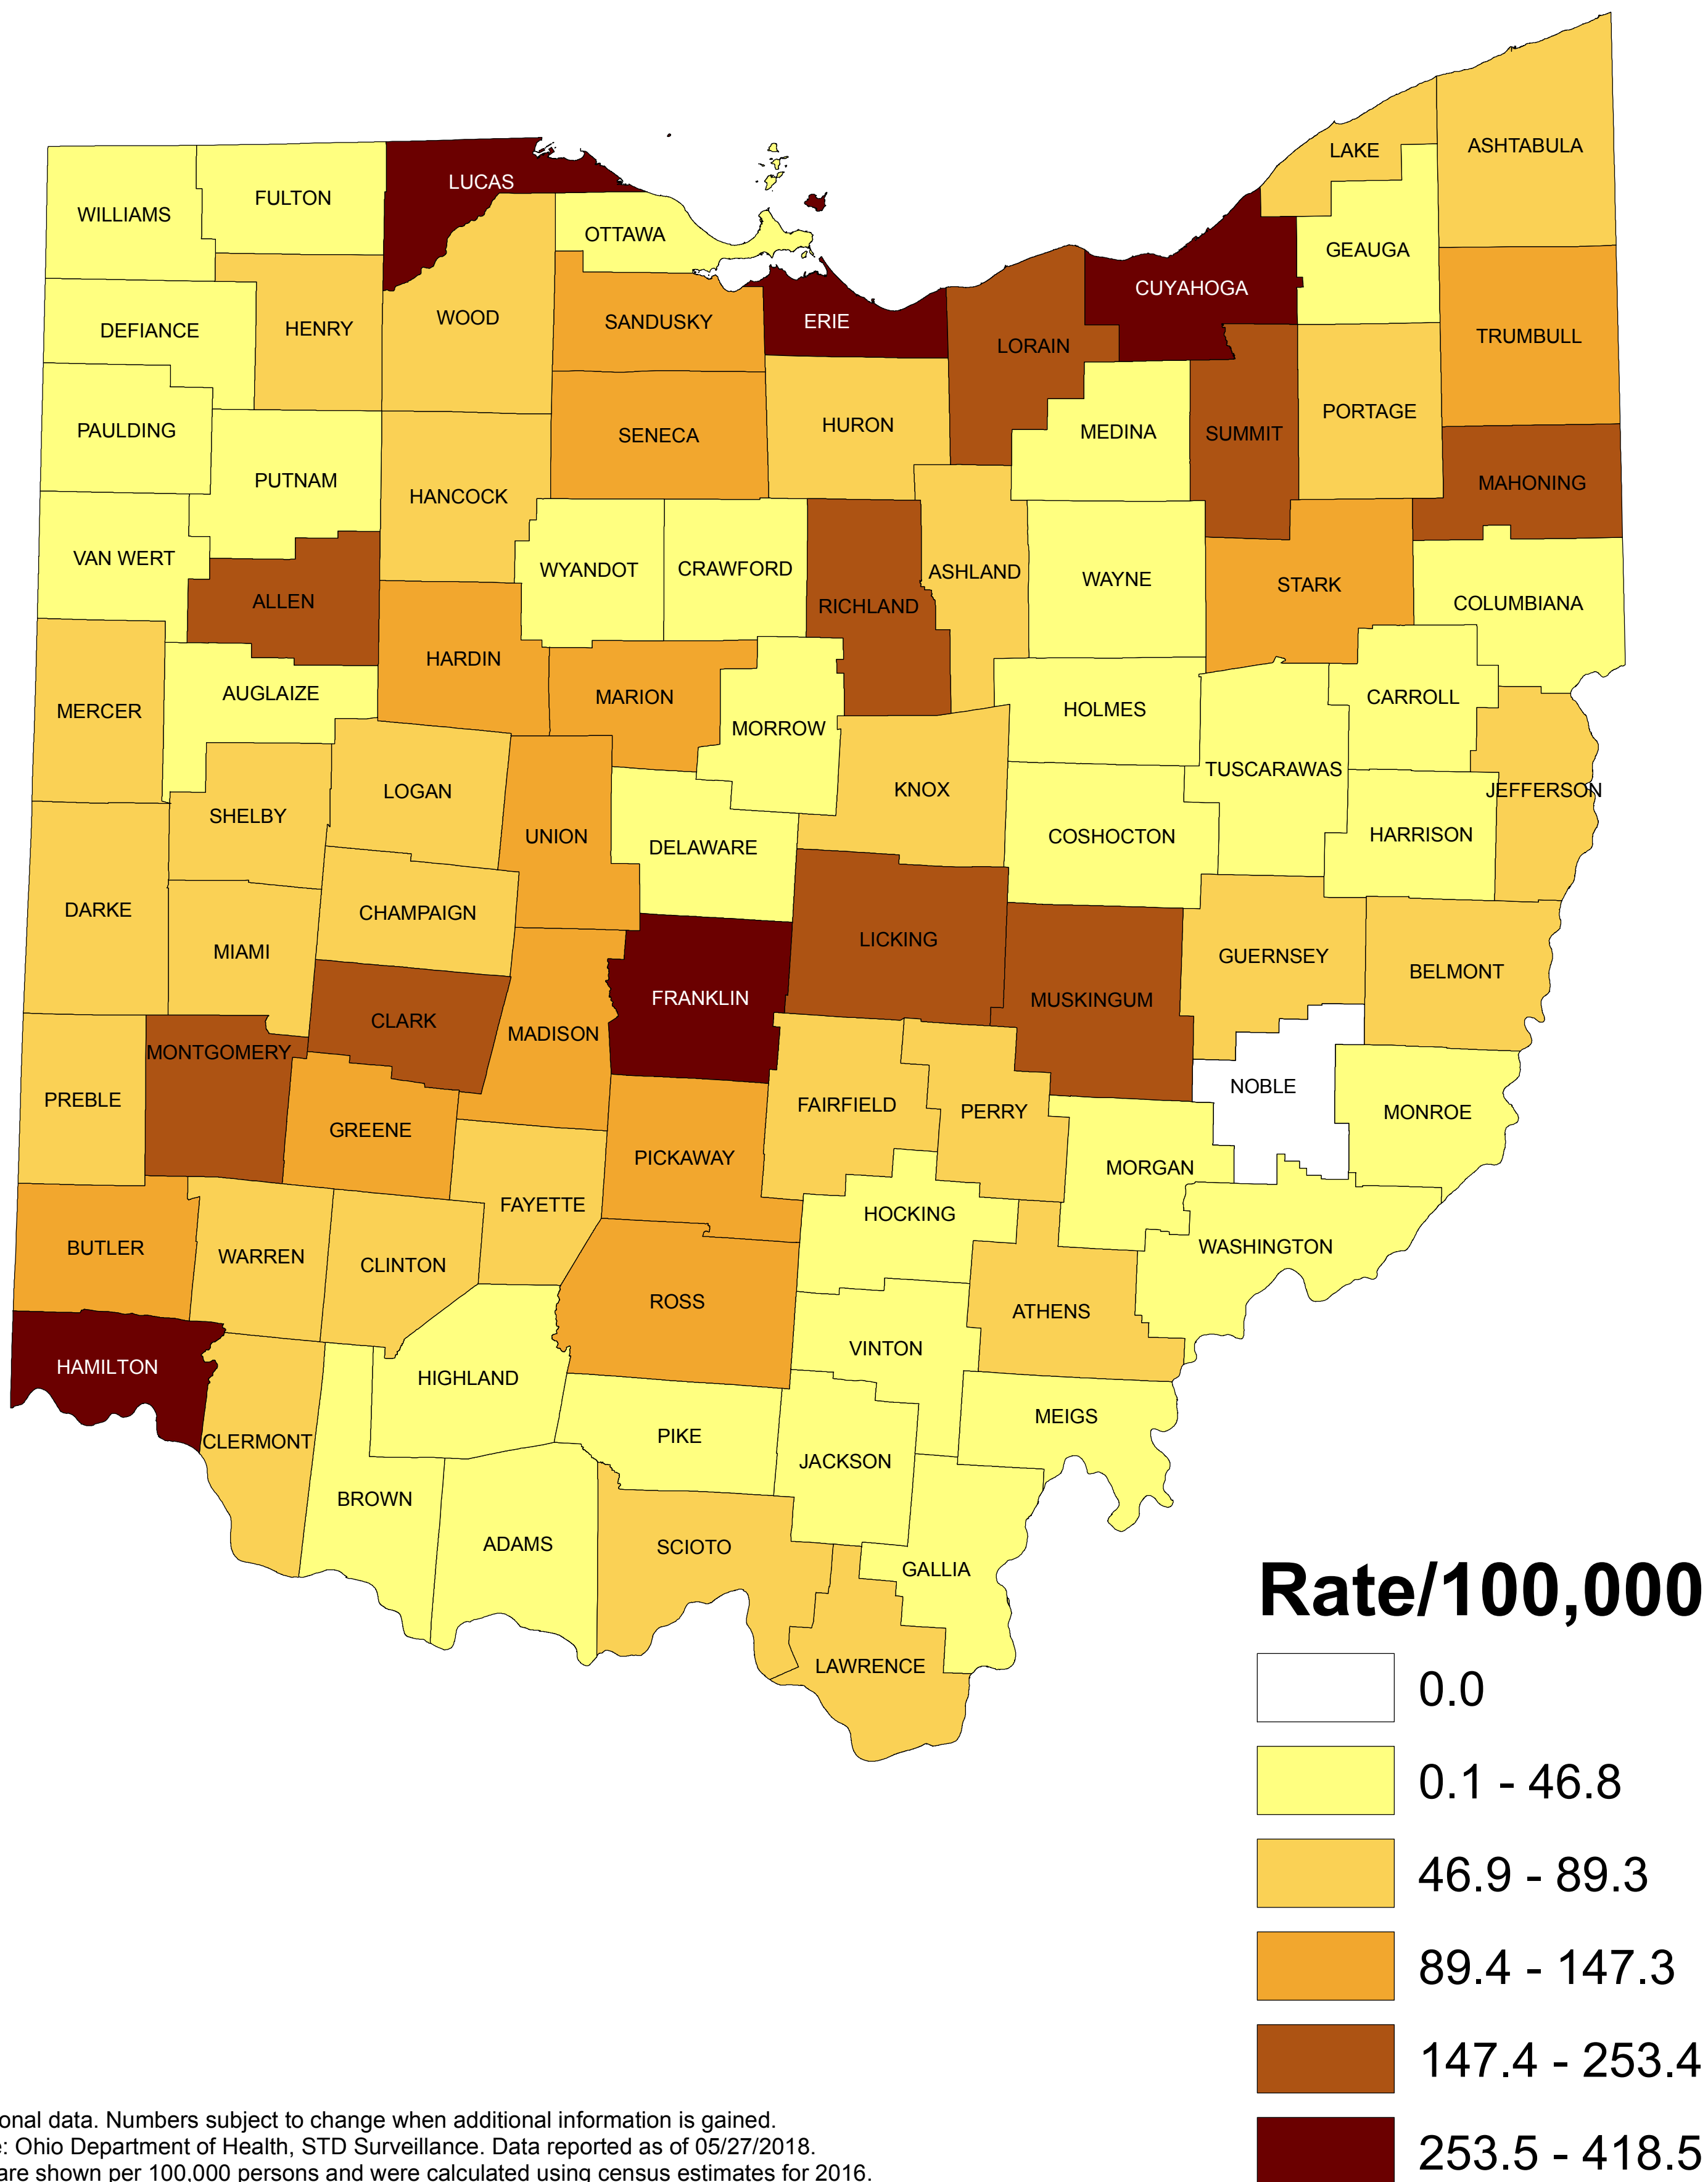 ASHTABULA
LAKE
LUCAS
FULTON
WILLIAMS
OTTAWA
GEAUGA
CUYAHOGA
WOOD
SANDUSKY
ERIE
HENRY
DEFIANCE
TRUMBULL
LORAIN
PORTAGE
HURON
PAULDING
SENECA
MEDINA
SUMMIT
PUTNAM
MAHONING
HANCOCK
VAN WERT
WYANDOT
CRAWFORD
ASHLAND
WAYNE
STARK
ALLEN
COLUMBIANA
RICHLAND
HARDIN
AUGLAIZE
MARION
CARROLL
MERCER
HOLMES
MORROW
TUSCARAWAS
LOGAN
KNOX
JEFFERSON
SHELBY
UNION
COSHOCTON
HARRISON
DELAWARE
DARKE
CHAMPAIGN
LICKING
MIAMI
GUERNSEY
BELMONT
FRANKLIN
MUSKINGUM
CLARK
MADISON
MONTGOMERY
NOBLE
PREBLE
FAIRFIELD
PERRY
MONROE
GREENE
PICKAWAY
MORGAN
FAYETTE
HOCKING
BUTLER
WASHINGTON
WARREN
CLINTON
ROSS
ATHENS
VINTON
HAMILTON
HIGHLAND
MEIGS
PIKE
CLERMONT
JACKSON
BROWN
ADAMS
SCIOTO
GALLIA
LAWRENCE
Rate/100,000
0.0
0.1 - 46.8
46.9 - 89.3
89.4 - 147.3
147.4 - 253.4
253.5 - 418.5
onal data. Numbers subject to change when additional information is gained.
e: Ohio Department of Health, STD Surveillance. Data reported as of 05/27/2018.
are shown per 100,000 persons and were calculated using census estimates for 2016.